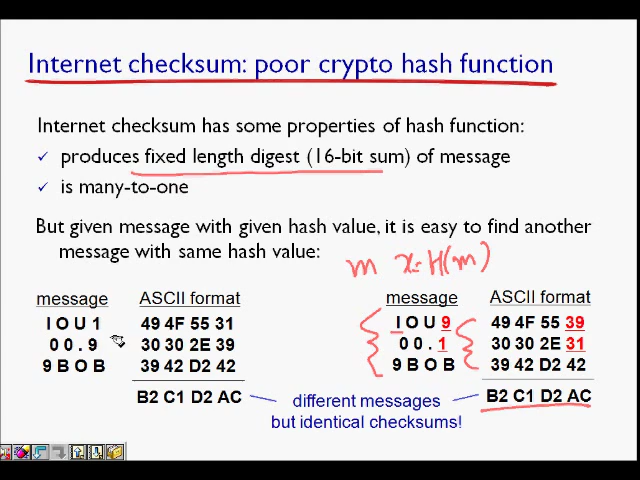 Internet checksum: poor crypto hash function
Internet checksum has some properties of hash function:
✓ produces fixed length digest (16-bit sum) of message
✓ is many-to-one
But given message with given hash value, it is easy to find another
message with same hash value:
m x=H(m)
message ASCII format
I O U 1 49 4F 55 31
0 0 . 9 30 30 2E 39
9 B O B 39 42 D2 42
B2 C1 D2 AC
message ASCII format
I O U 9 49 4F 55 39
0 0 . 1 30 30 2E 31
9 B O B 39 42 D2 42
B2 C1 D2 AC
different messages
but identical checksums!